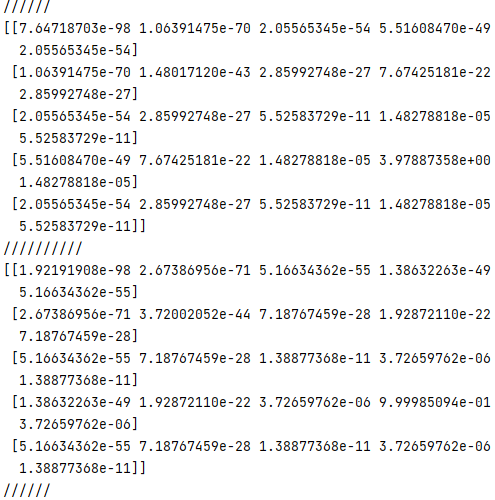 //////
[[7.64718703e-98 1.06391475e-70 2.05565345e-54 5.51608470e-49
2.05565345e-54]
[1.06391475e-70 1.48017120e-43 2.85992748e-27 7.67425181e-22
2.85992748e-27]
[2.05565345e-54 2.85992748e-27 5.52583729e-11 1.48278818e-05
5.52583729e-11]
[5.51608470e-49 7.67425181e-22 1.48278818e-05 3.97887358e+00
1.48278818e-05]
[2.05565345e-54 2.85992748e-27 5.52583729e-11 1.48278818e-05
5.52583729e-11]]
//////////
[[1.92191908e-98 2.67386956e-71 5.16634362e-55 1.38632263e-49
5.16634362e-55]
[2.67386956e-71 3.72002052e-44 7.18767459e-28 1.92872110e-22
7.18767459e-28]
[5.16634362e-55 7.18767459e-28 1.38877368e-11 3.72659762e-06
1.38877368e-11]
[1.38632263e-49 1.92872110e-22 3.72659762e-06 9.99985094e-01
3.72659762e-06]
[5.16634362e-55 7.18767459e-28 1.38877368e-11 3.72659762e-06
1.38877368e-11]]
//////